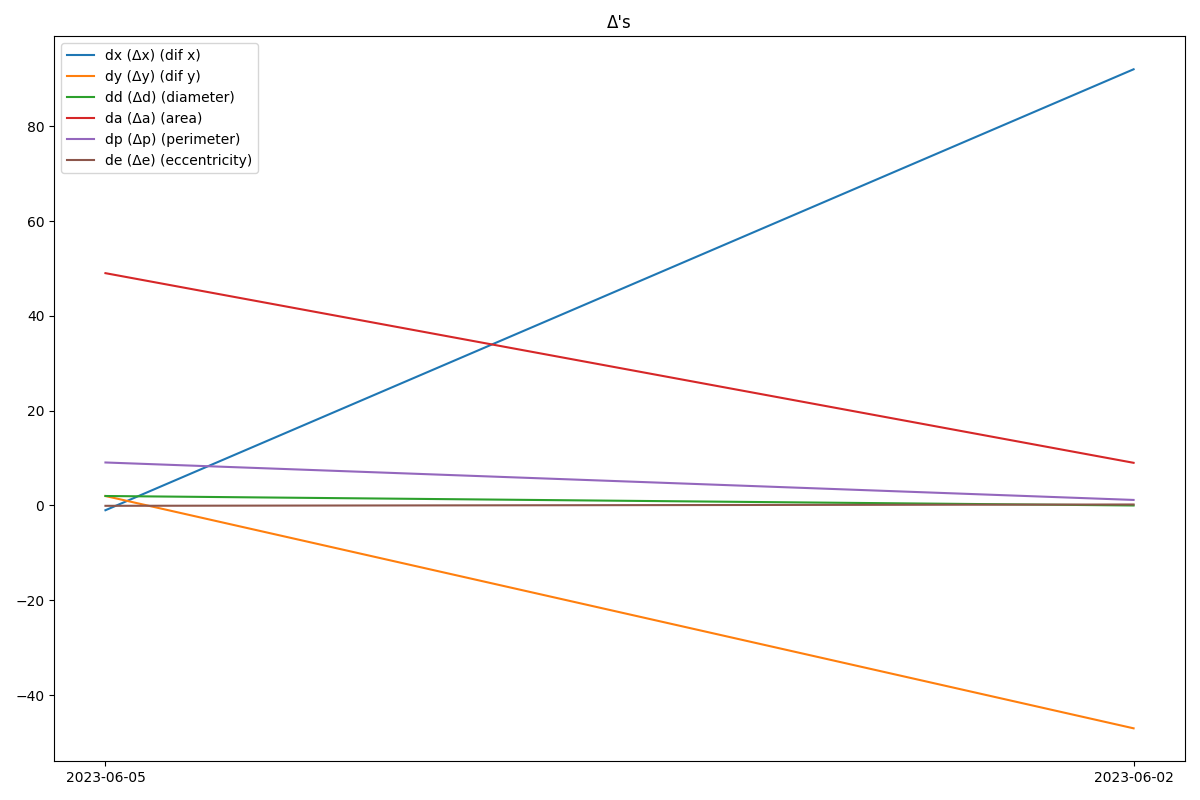 Δ's
dx (Δx) (dif x)
dy (Δy) (dif y)
dd (Δd) (diameter)
da (Δa) (area)
dp (Δp) (perimeter)
de (Δe) (eccentricity)
80
60
40
20
0
−20
−40
2023-06-05 2023-06-02